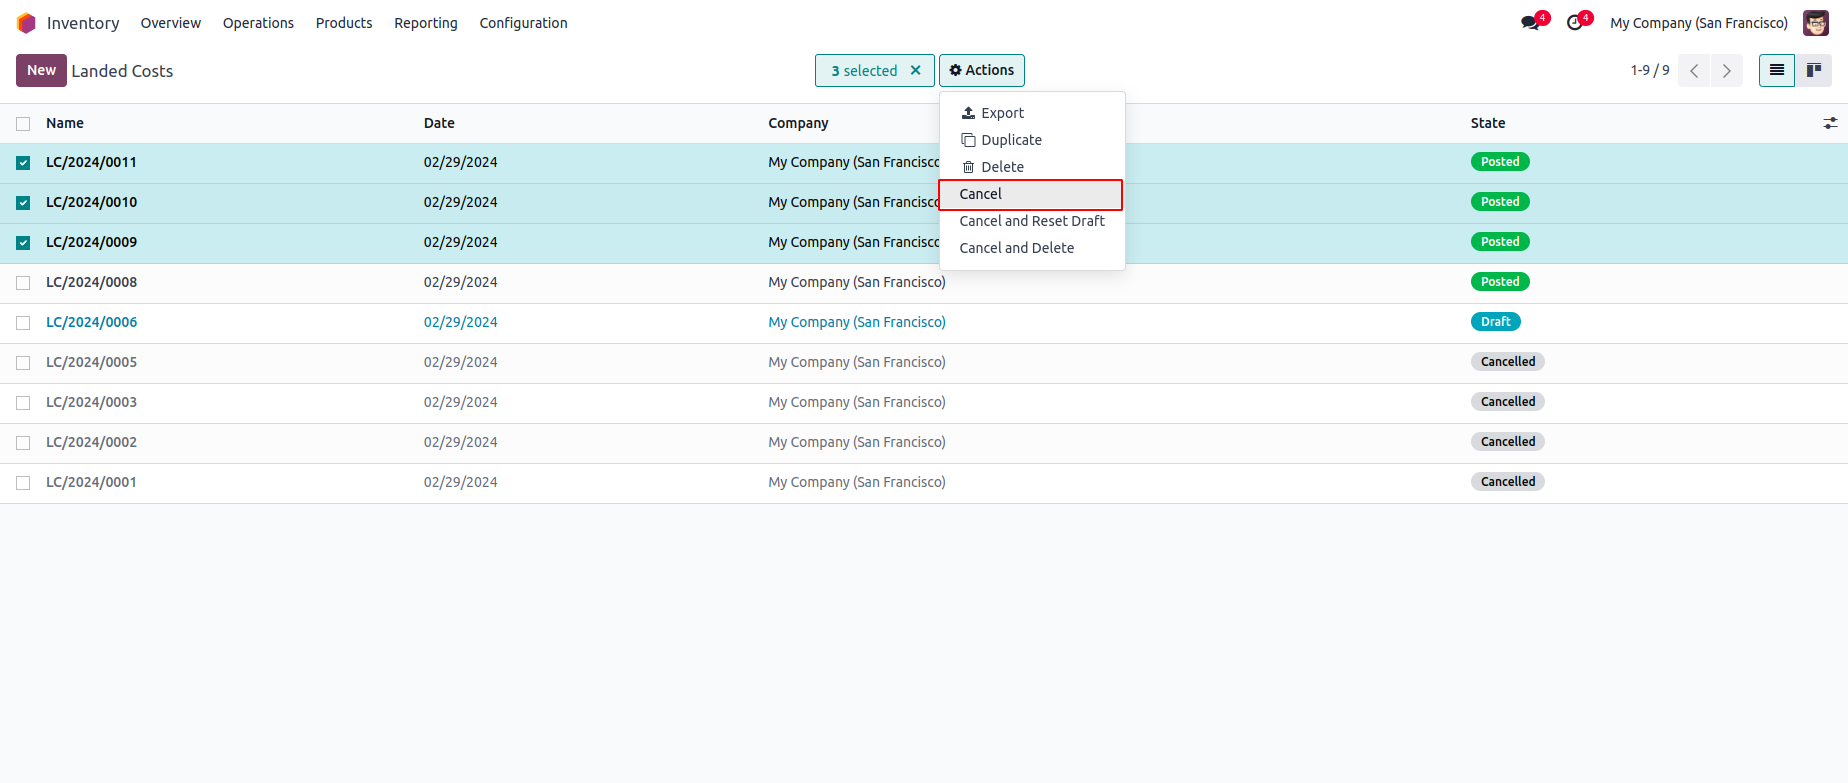 Inventory Overview Operations Products Reporting Configuration 4 4 My Company (San Francisco)
New Landed Costs 3 selected × Actions 1-9 / 9
Export
Duplicate
Delete
Cancel
Cancel and Reset Draft
Cancel and Delete
Name Date Company State
LC/2024/0011 02/29/2024 My Company (San Francisco Posted
LC/2024/0010 02/29/2024 My Company (San Francisco Posted
LC/2024/0009 02/29/2024 My Company (San Francisco Posted
LC/2024/0008 02/29/2024 My Company (San Francisco) Posted
LC/2024/0006 02/29/2024 My Company (San Francisco) Draft
LC/2024/0005 02/29/2024 My Company (San Francisco) Cancelled
LC/2024/0003 02/29/2024 My Company (San Francisco) Cancelled
LC/2024/0002 02/29/2024 My Company (San Francisco) Cancelled
LC/2024/0001 02/29/2024 My Company (San Francisco) Cancelled